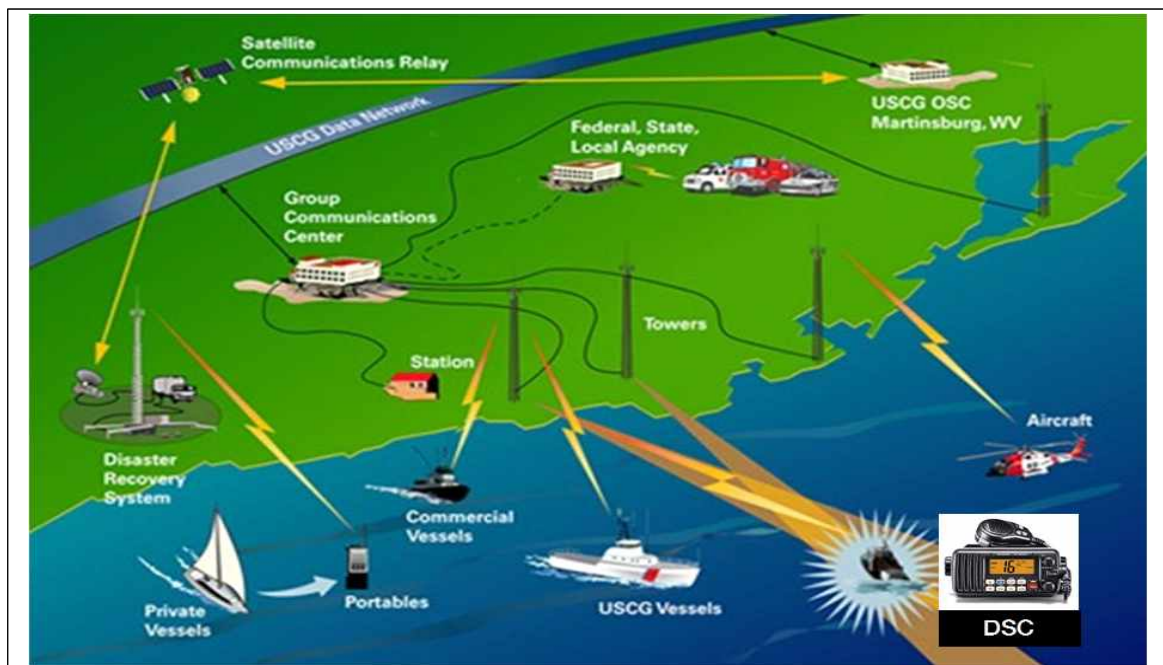 Satellite
Communications Relay
USCG Data Network
USCG OSC
Martinsburg, WV
Federal, State,
Local Agency
Group
Communications
Center
Towers
Station
Aircraft
Disaster
Recovery
System
Commercial
Vessels
Private
Vessels
Portables
USCG Vessels
16
DSC